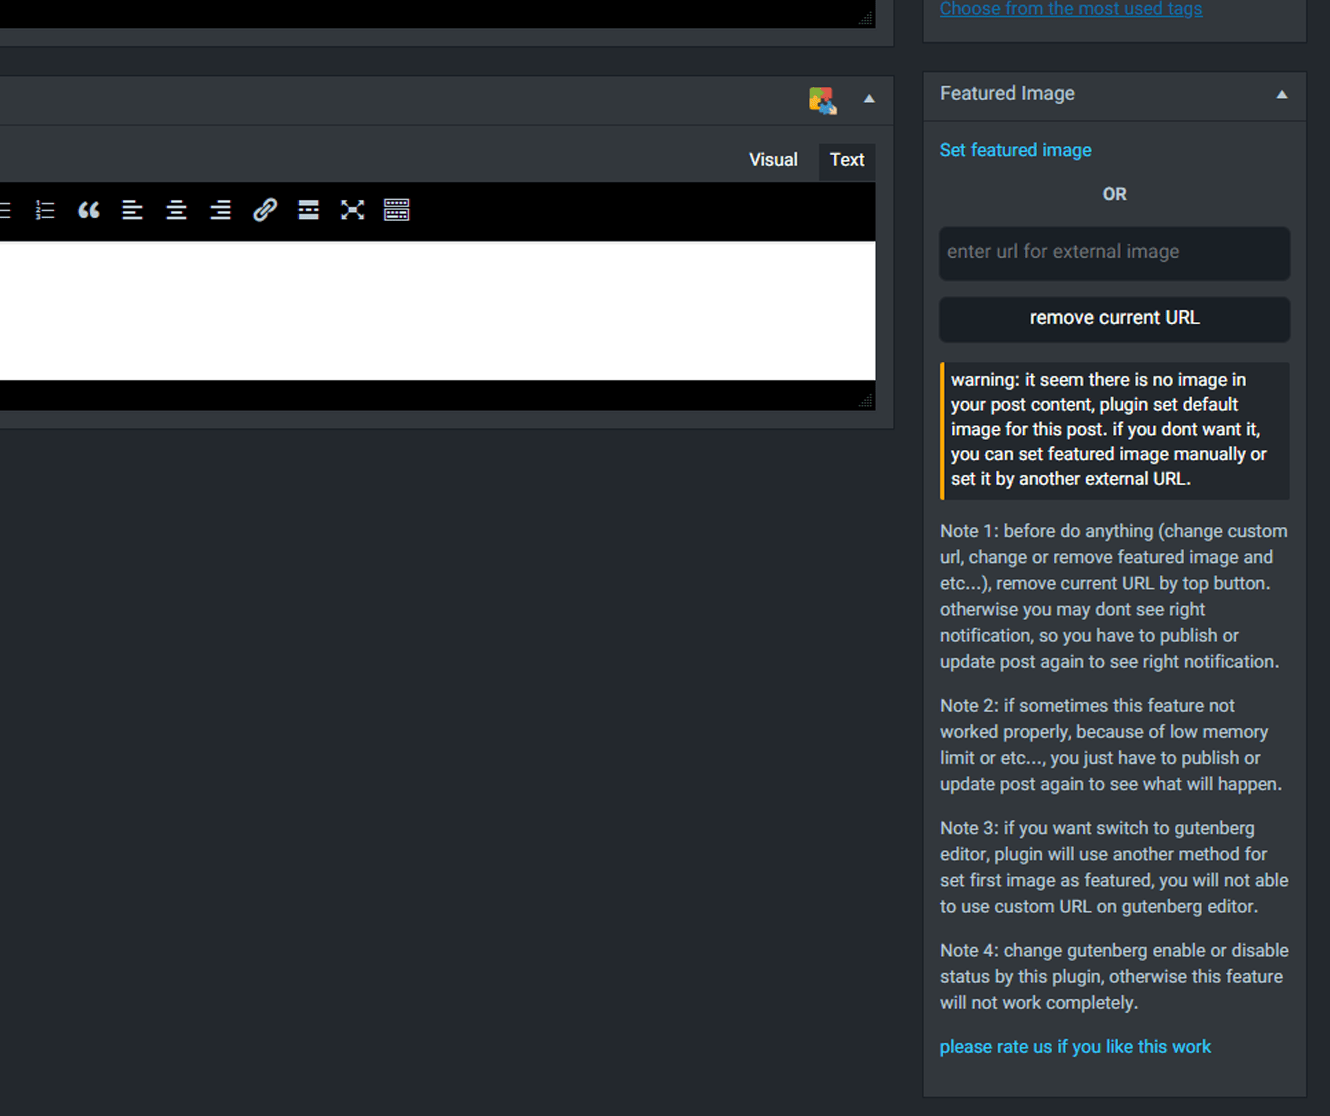 Choose from the most used tags
Visual
Text
Featured Image
Set featured image
OR
enter url for external image
remove current URL
warning: it seem there is no image in
your post content, plugin set default
image for this post. if you dont want it,
you can set featured image manually or
set it by another external URL.
Note 1: before do anything (change custom
url, change or remove featured image and
etc...), remove current URL by top button.
otherwise you may dont see right
notification, so you have to publish or
update post again to see right notification.
Note 2: if sometimes this feature not
worked properly, because of low memory
limit or etc..., you just have to publish or
update post again to see what will happen.
Note 3: if you want switch to gutenberg
editor, plugin will use another method for
set first image as featured, you will not able
to use custom URL on gutenberg editor.
Note 4: change gutenberg enable or disable
status by this plugin, otherwise this feature
will not work completely.
please rate us if you like this work